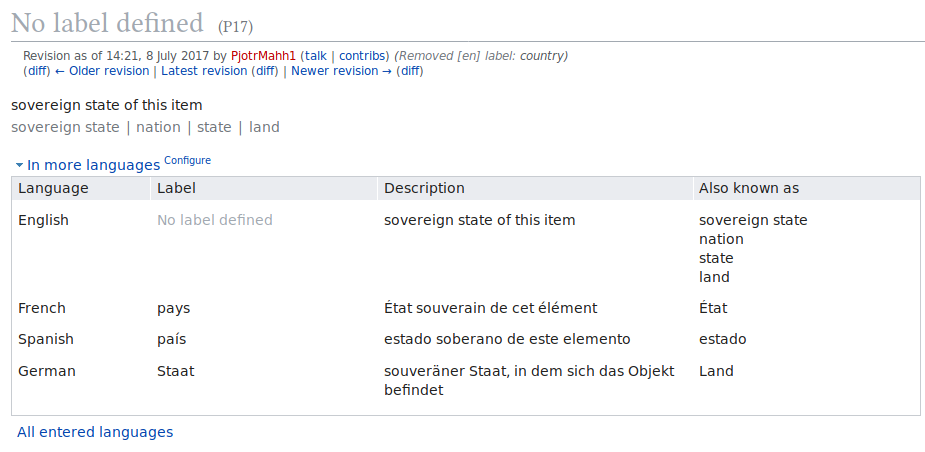 No label defined (P17)
Revision as of 14:21, 8 July 2017 by PjotrMahh1 (talk | contribs) (Removed [en] label: country)
(diff) ← Older revision | Latest revision (diff) | Newer revision → (diff)
sovereign state of this item
sovereign state | nation | state | land
In more languages Configure
Language Label Description Also known as
English No label defined sovereign state of this item sovereign state
nation
state
land
French pays État souverain de cet élément État
Spanish país estado soberano de este elemento estado
German Staat souveräner Staat, in dem sich das Objekt Land
befindet
All entered languages